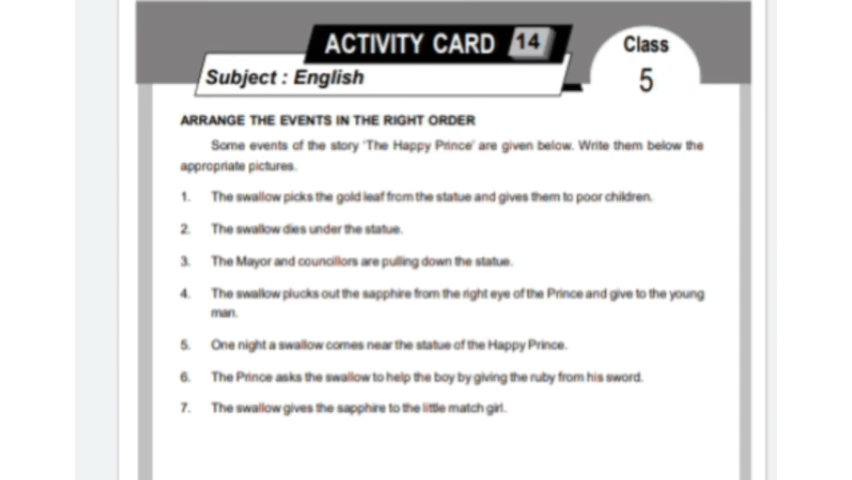 ACTIVITY CARD 14
Class
5
Subject : English
ARRANGE THE EVENTS IN THE RIGHT ORDER
Some events of the story 'The Happy Prince' are given below. Write them below the
appropriate pictures.
1. The swallow picks the gold leaf from the statue and gives them to poor children.
2. The swallow dies under the statue.
3. The Mayor and councillors are pulling down the statue.
4. The swallow plucks out the sapphire from the right eye of the Prince and give to the young
man.
5. One night a swallow comes near the statue of the Happy Prince.
6. The Prince asks the swallow to help the boy by giving the ruby from his sword.
7. The swallow gives the sapphire to the little match girl.